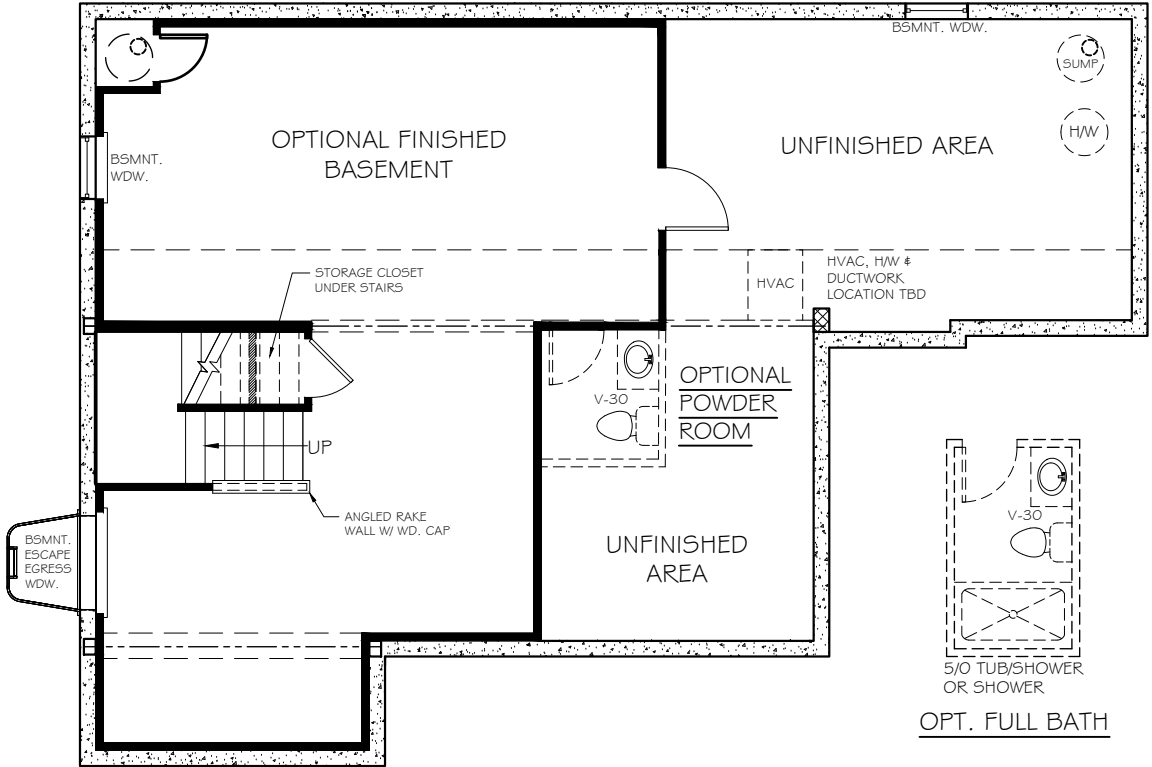 BSMNT. WDW.
SUMP
H/W
OPTIONAL FINISHED
BASEMENT
UNFINISHED AREA
BSMNT.
WDW.
STORAGE CLOSET
UNDER STAIRS
HVAC
HVAC, H/W &
DUCTWORK
LOCATION TBD
OPTIONAL
POWDER
ROOM
V-30
UP
ANGLED RAKE
WALL W/ WD. CAP
BSMNT.
ESCAPE
EGRESS
WDW.
UNFINISHED
AREA
V-30
5/0 TUB/SHOWER
OR SHOWER
OPT. FULL BATH